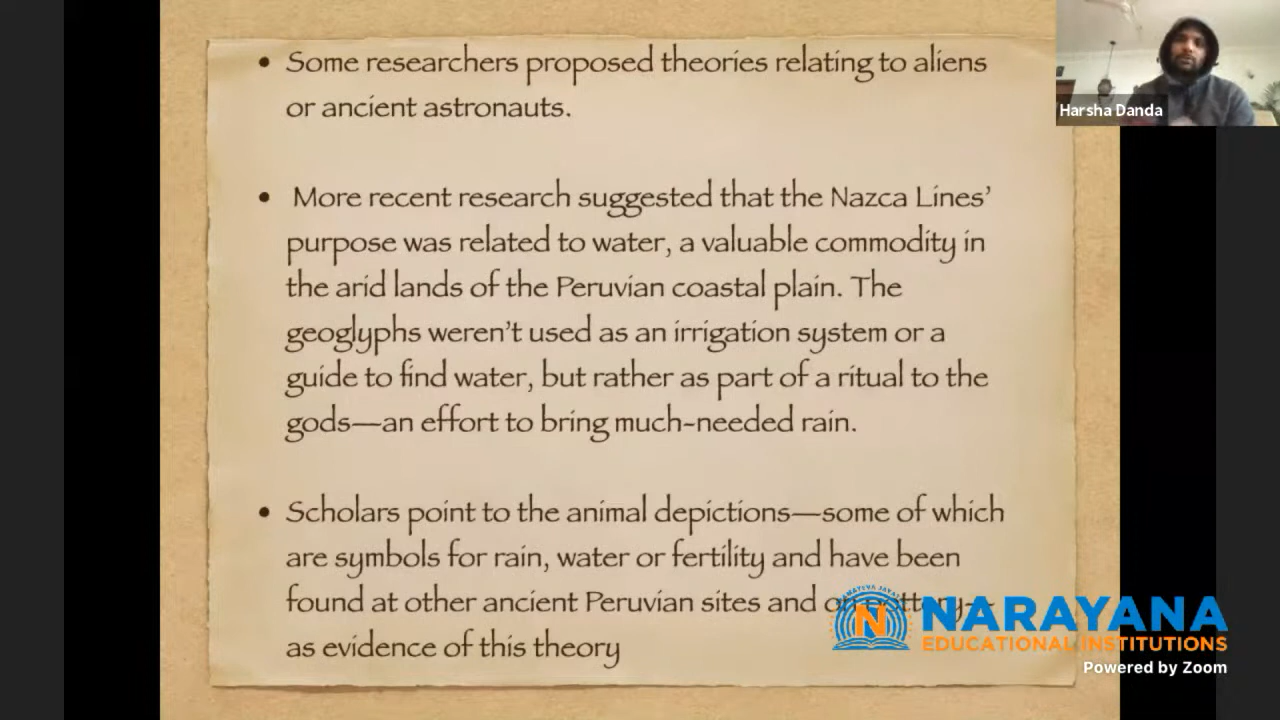 • Some researchers proposed theories relating to aliens
or ancient astronauts.
• More recent research suggested that the Nazca Lines’
purpose was related to water, a valuable commodity in
the arid lands of the Peruvian coastal plain. The
geoglyphs weren’t used as an irrigation system or a
guide to find water, but rather as part of a ritual to the
gods—an effort to bring much-needed rain.
• Scholars point to the animal depictions—some of which
are symbols for rain, water or fertility and have been
found at other ancient Peruvian sites and on pottery—
as evidence of this theory
Harsha Danda
N
NARAYANA
EDUCATIONAL INSTITUTIONS
Powered by Zoom